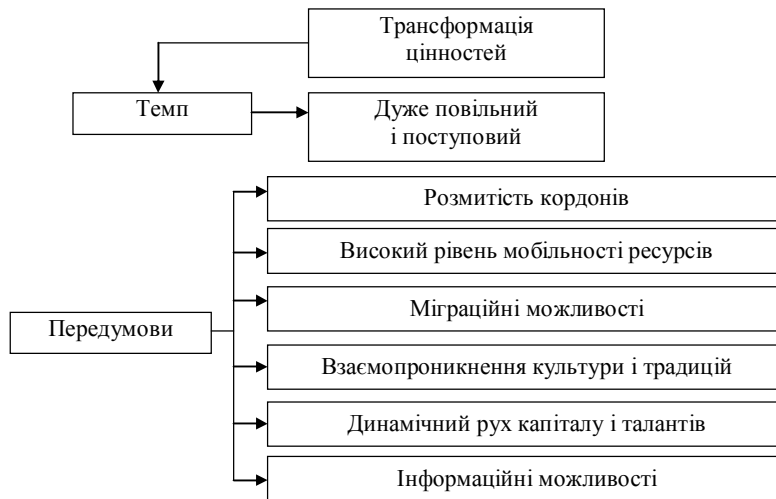 Трансформація
цінностей
Темп
Дуже повільний
і поступовий
Розмитість кордонів
Високий рівень мобільності ресурсів
Міграційні можливості
Передумови
Взаємопроникнення культури і традицій
Динамічний рух капіталу і талантів
Інформаційні можливості